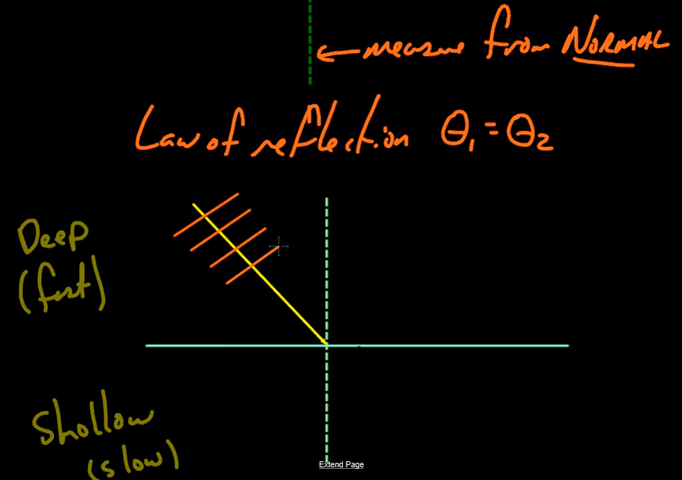 ← measure from NORMAL
Law of reflection θ₁ = θ₂
Deep
(fast)
Shallow
(slow)
Extend Page